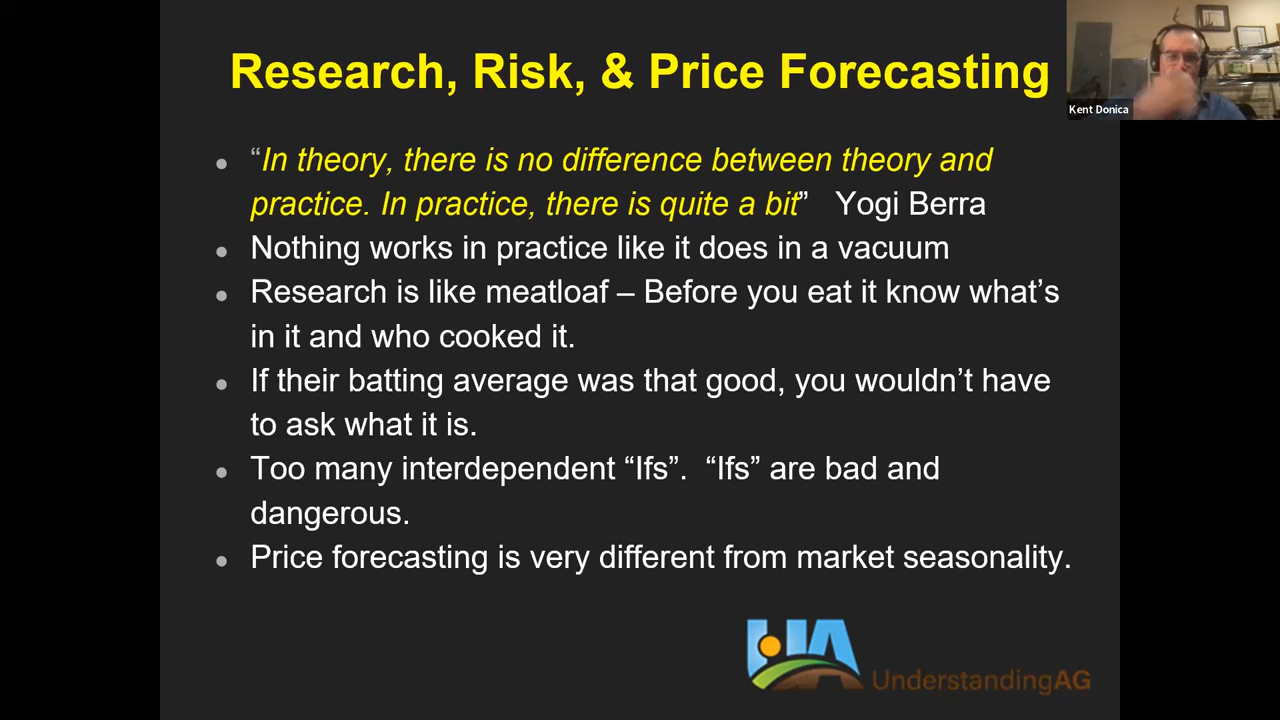 Research, Risk, & Price Forecasting
Kent Donica
“In theory, there is no difference between theory and
practice. In practice, there is quite a bit”   Yogi Berra
Nothing works in practice like it does in a vacuum
Research is like meatloaf – Before you eat it know what’s
in it and who cooked it.
If their batting average was that good, you wouldn’t have
to ask what it is.
Too many interdependent “Ifs”.  “Ifs” are bad and
dangerous.
Price forecasting is very different from market seasonality.
UA
UnderstandingAG